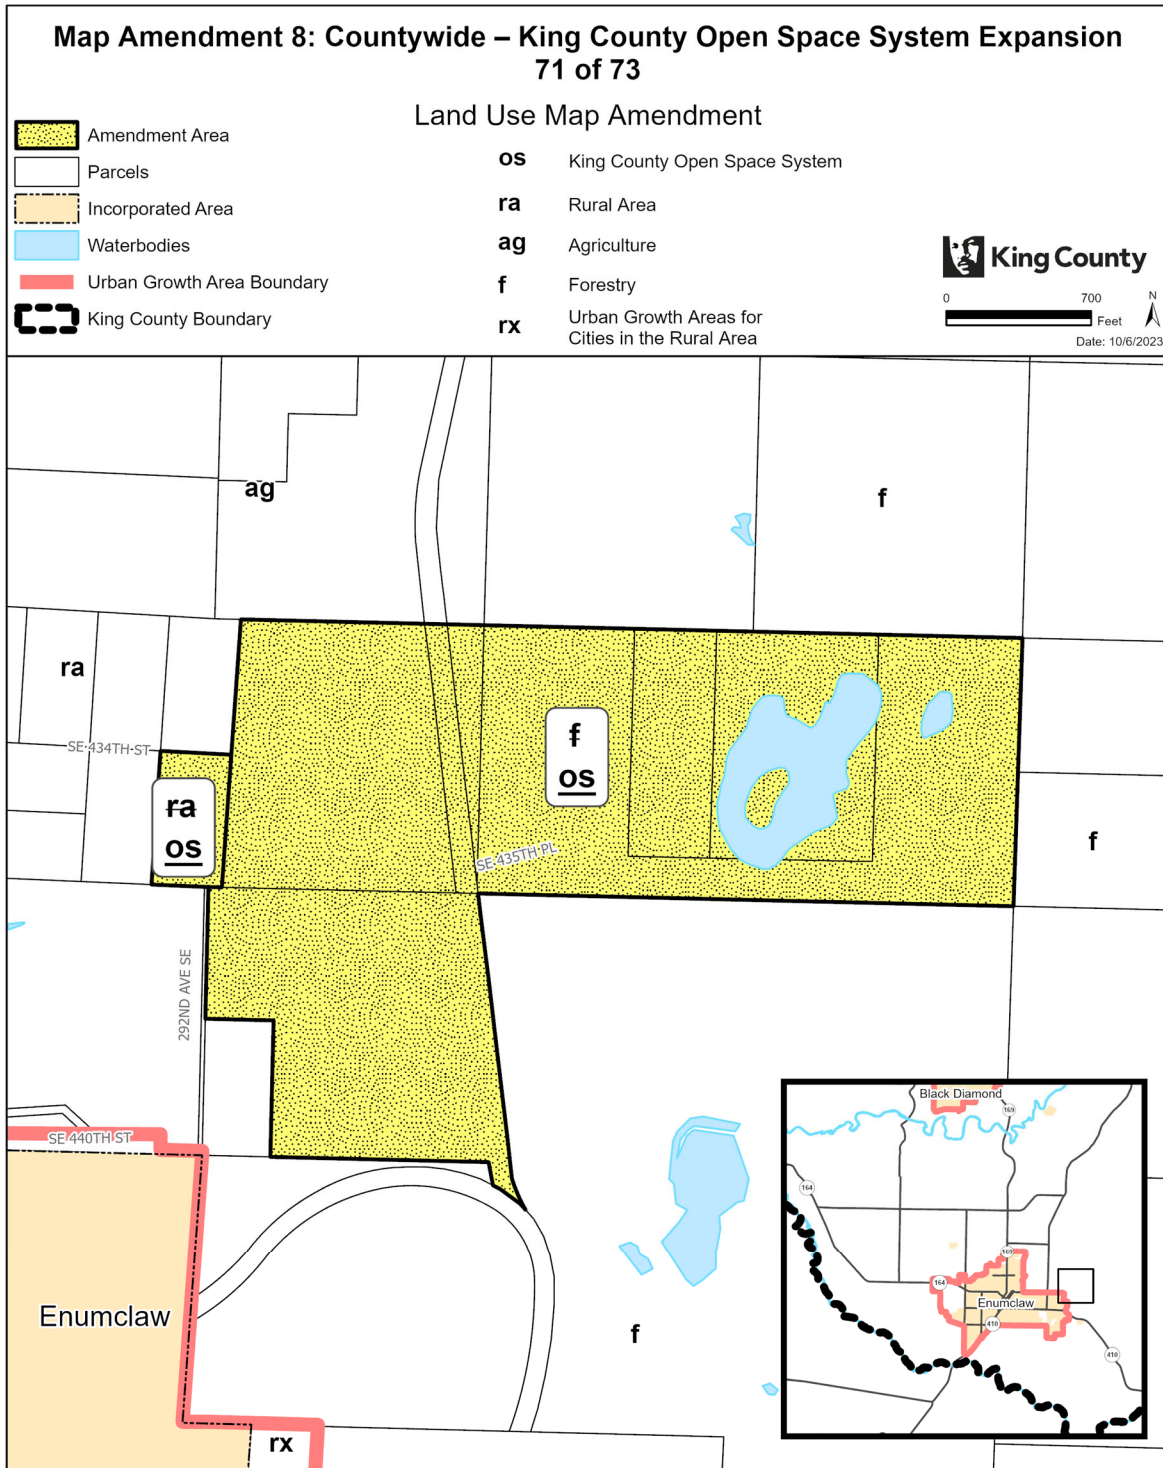 Map Amendment 8: Countywide – King County Open Space System Expansion
71 of 73
Land Use Map Amendment
Amendment Area
Parcels
Incorporated Area
Waterbodies
Urban Growth Area Boundary
King County Boundary
os King County Open Space System
ra Rural Area
ag Agriculture
f Forestry
rx Urban Growth Areas for
Cities in the Rural Area
King County
0 700
Feet
N
Date: 10/6/2023
ag
f
ra
SE 434TH ST
f
os
ra
os
SE 435TH PL
f
292ND AVE SE
SE 440TH ST
Enumclaw
f
rx
Black Diamond
169
164
169
164
Enumclaw
410
410